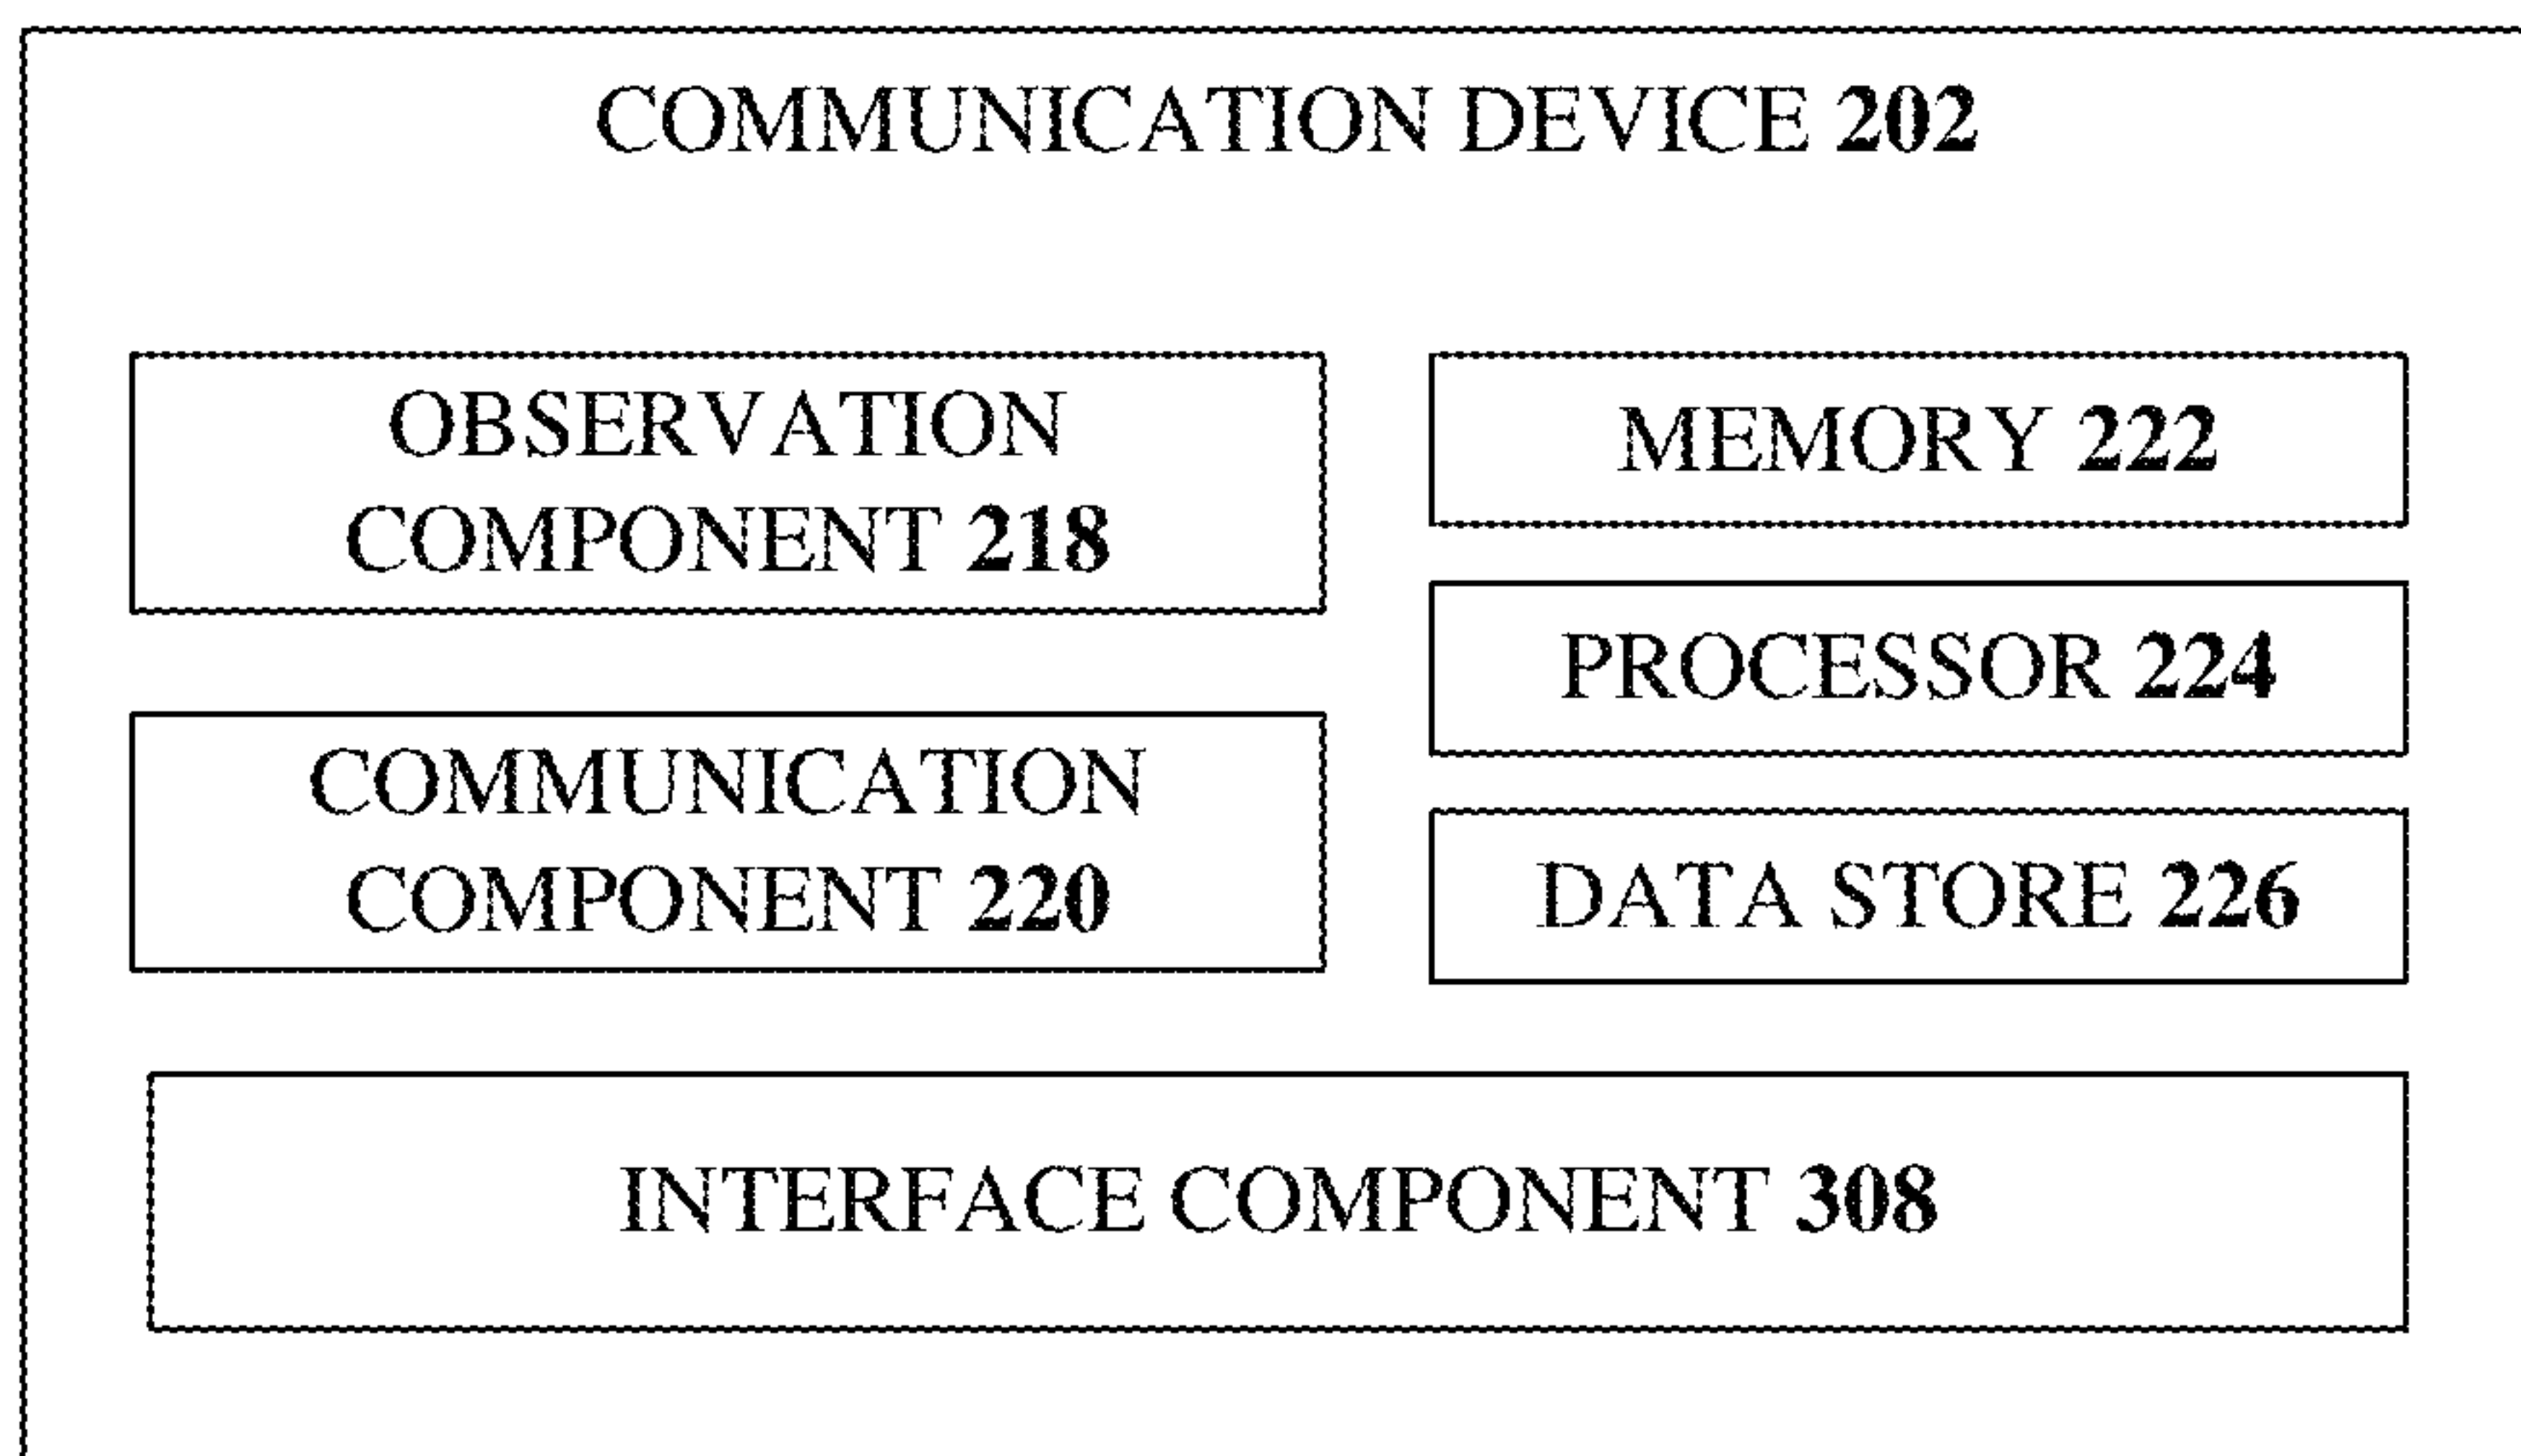 COMMUNICATION DEVICE 202
OBSERVATION
COMPONENT 218
COMMUNICATION
COMPONENT 220
MEMORY 222
PROCESSOR 224
DATA STORE 226
INTERFACE COMPONENT 308